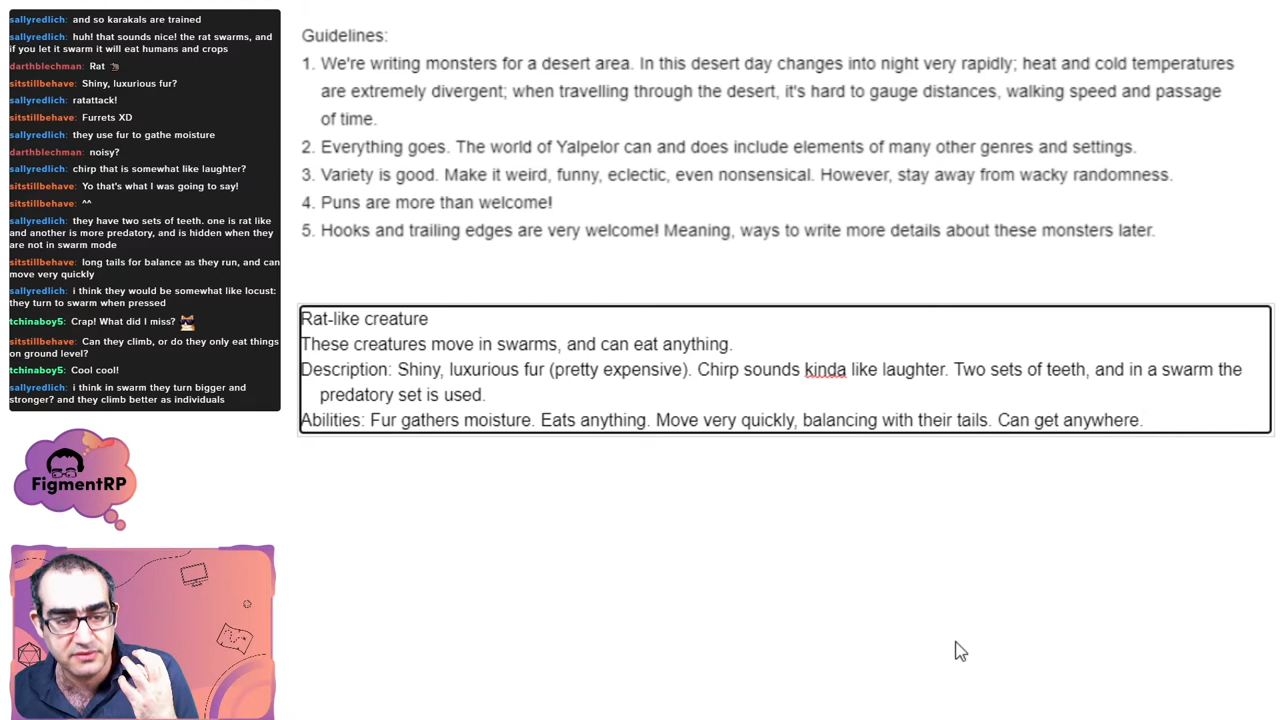 sallyredlich: and so karakals are trained
sallyredlich: huh! that sounds nice! the rat swarms, and
if you let it swarm it will eat humans and crops
darthblechman: Rat
sitstillbehave: Shiny, luxurious fur?
sallyredlich: ratattack!
sitstillbehave: Furrets XD
sallyredlich: they use fur to gathe moisture
darthblechman: noisy?
sallyredlich: chirp that is somewhat like laughter?
sitstillbehave: Yo that's what I was going to say!
sitstillbehave: ^^
sallyredlich: they have two sets of teeth. one is rat like
and another is more predatory, and is hidden when they
are not in swarm mode
sitstillbehave: long tails for balance as they run, and can
move very quickly
sallyredlich: i think they would be somewhat like locust:
they turn to swarm when pressed
tchinaboy5: Crap! What did I miss?
sitstillbehave: Can they climb, or do they only eat things
on ground level?
tchinaboy5: Cool cool!
sallyredlich: i think in swarm they turn bigger and
stronger? and they climb better as individuals
FigmentRP
Guidelines:
1. We're writing monsters for a desert area. In this desert day changes into night very rapidly; heat and cold temperatures
are extremely divergent; when travelling through the desert, it's hard to gauge distances, walking speed and passage
of time.
2. Everything goes. The world of Yalpelor can and does include elements of many other genres and settings.
3. Variety is good. Make it weird, funny, eclectic, even nonsensical. However, stay away from wacky randomness.
4. Puns are more than welcome!
5. Hooks and trailing edges are very welcome! Meaning, ways to write more details about these monsters later.
Rat-like creature
These creatures move in swarms, and can eat anything.
Description: Shiny, luxurious fur (pretty expensive). Chirp sounds kinda like laughter. Two sets of teeth, and in a swarm the
predatory set is used.
Abilities: Fur gathers moisture. Eats anything. Move very quickly, balancing with their tails. Can get anywhere.